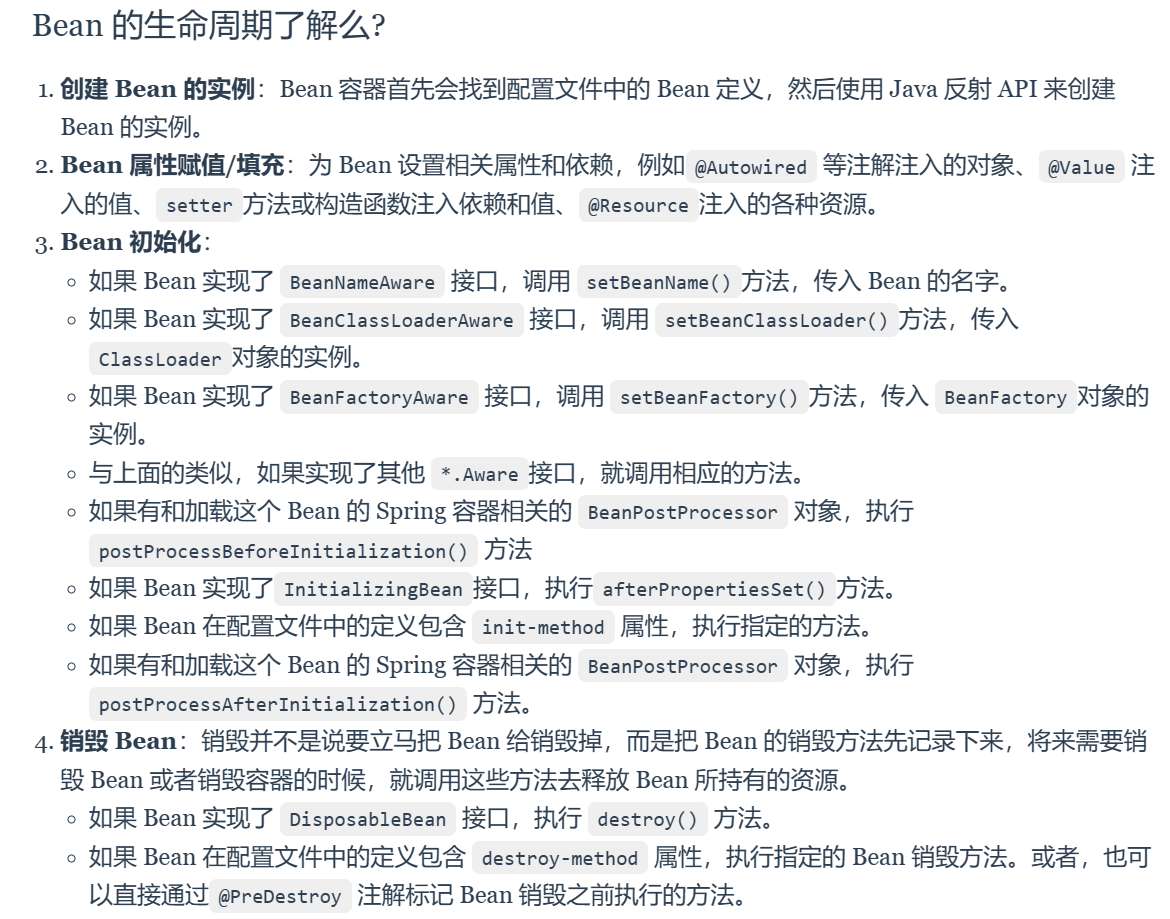 Bean 的生命周期了解么?
1. 创建 Bean 的实例：Bean 容器首先会找到配置文件中的 Bean 定义，然后使用 Java 反射 API 来创建
Bean 的实例。
2. Bean 属性赋值/填充：为 Bean 设置相关属性和依赖，例如 @Autowired 等注解注入的对象、 @Value 注
入的值、 setter 方法或构造函数注入依赖和值、 @Resource 注入的各种资源。
3. Bean 初始化：
○ 如果 Bean 实现了 BeanNameAware 接口，调用 setBeanName() 方法，传入 Bean 的名字。
○ 如果 Bean 实现了 BeanClassLoaderAware 接口，调用 setBeanClassLoader() 方法，传入
ClassLoader 对象的实例。
○ 如果 Bean 实现了 BeanFactoryAware 接口，调用 setBeanFactory() 方法，传入 BeanFactory 对象的
实例。
○ 与上面的类似，如果实现了其他 *.Aware 接口，就调用相应的方法。
○ 如果有和加载这个 Bean 的 Spring 容器相关的 BeanPostProcessor 对象，执行
postProcessBeforeInitialization() 方法
○ 如果 Bean 实现了 InitializingBean 接口，执行 afterPropertiesSet() 方法。
○ 如果 Bean 在配置文件中的定义包含 init-method 属性，执行指定的方法。
○ 如果有和加载这个 Bean 的 Spring 容器相关的 BeanPostProcessor 对象，执行
postProcessAfterInitialization() 方法。
4. 销毁 Bean：销毁并不是说要立马把 Bean 给销毁掉，而是把 Bean 的销毁方法先记录下来，将来需要销
毁 Bean 或者销毁容器的时候，就调用这些方法去释放 Bean 所持有的资源。
○ 如果 Bean 实现了 DisposableBean 接口，执行 destroy() 方法。
○ 如果 Bean 在配置文件中的定义包含 destroy-method 属性，执行指定的 Bean 销毁方法。或者，也可
以直接通过 @PreDestroy 注解标记 Bean 销毁之前执行的方法。